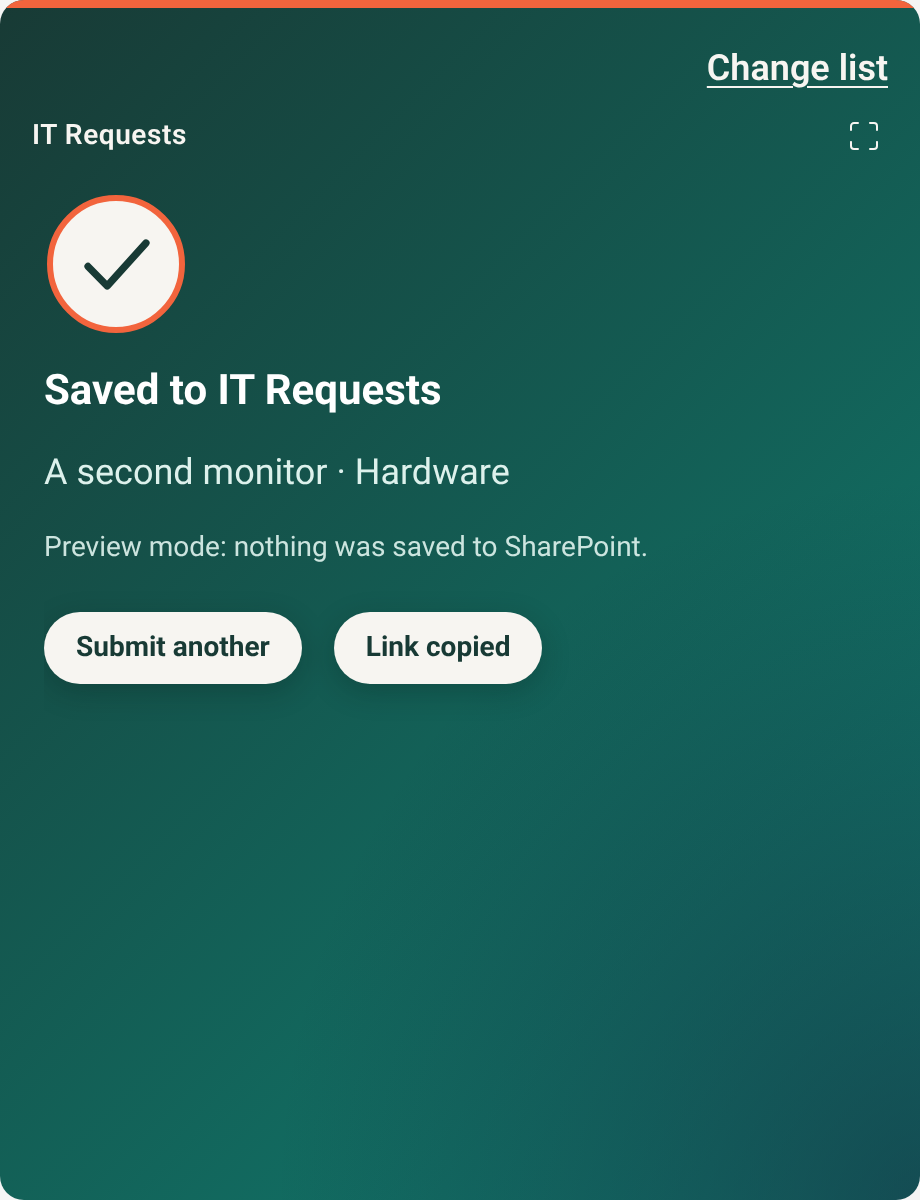 Change list
IT Requests
Saved to IT Requests
A second monitor · Hardware
Preview mode: nothing was saved to SharePoint.
Submit another
Link copied